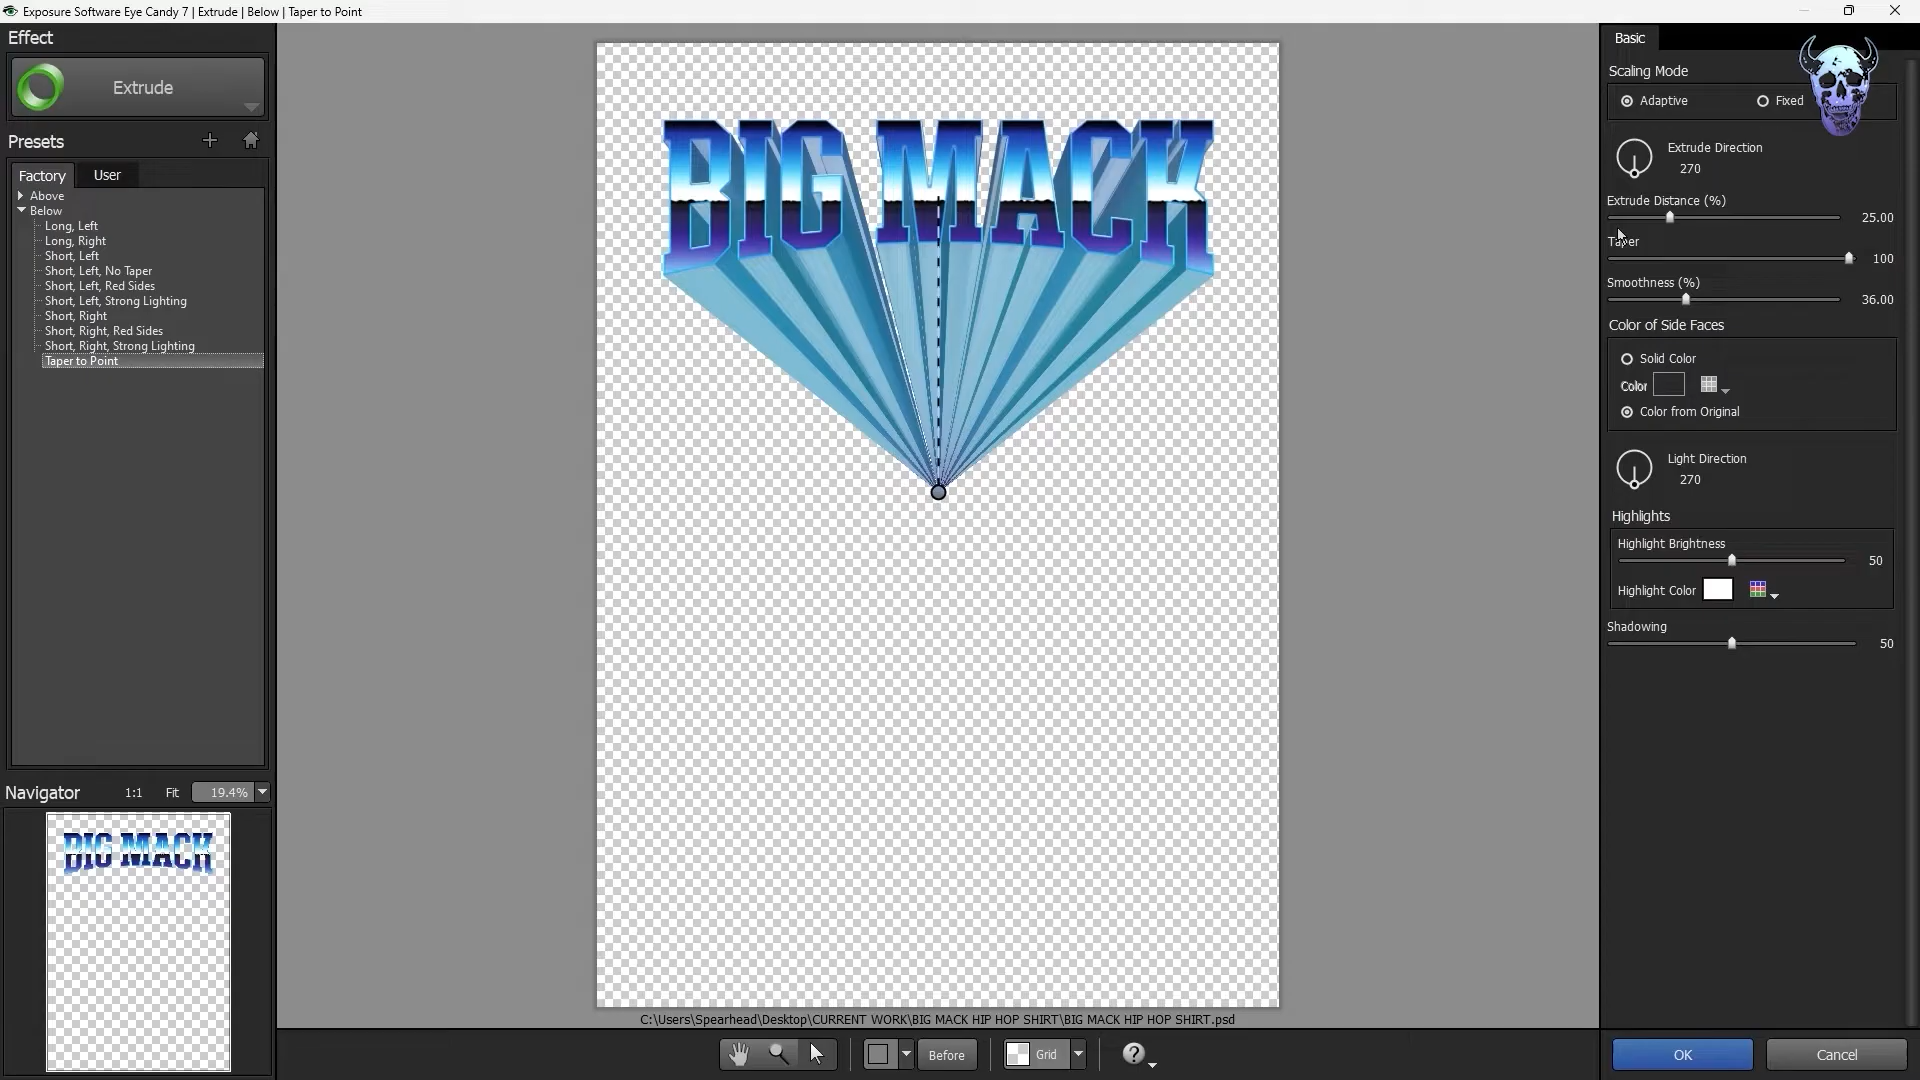 Exposure Software Eye Candy 7 | Extrude | Below | Taper to Point
Effect
Extrude
Presets
Factory
User
Above
Below
Long, Left
Long, Right
Short, Left
Short, Left, No Taper
Short, Left, Red Sides
Short, Left, Strong Lighting
Short, Right
Short, Right, Red Sides
Short, Right, Strong Lighting
Taper to Point
Navigator
1:1
Fit
19.4%
BIG MACK
BIG MACK
C:\Users\Spearhead\Desktop\CURRENT WORK\BIG MACK HIP HOP SHIRT\BIG MACK HIP HOP SHIRT.psd
Before
Grid
Basic
Scaling Mode
Adaptive
Fixed
Extrude Direction
270
Extrude Distance (%)
25.00
Taper
100
Smoothness (%)
36.00
Color of Side Faces
Solid Color
Color
Color from Original
Light Direction
270
Highlights
Highlight Brightness
50
Highlight Color
Shadowing
50
OK
Cancel